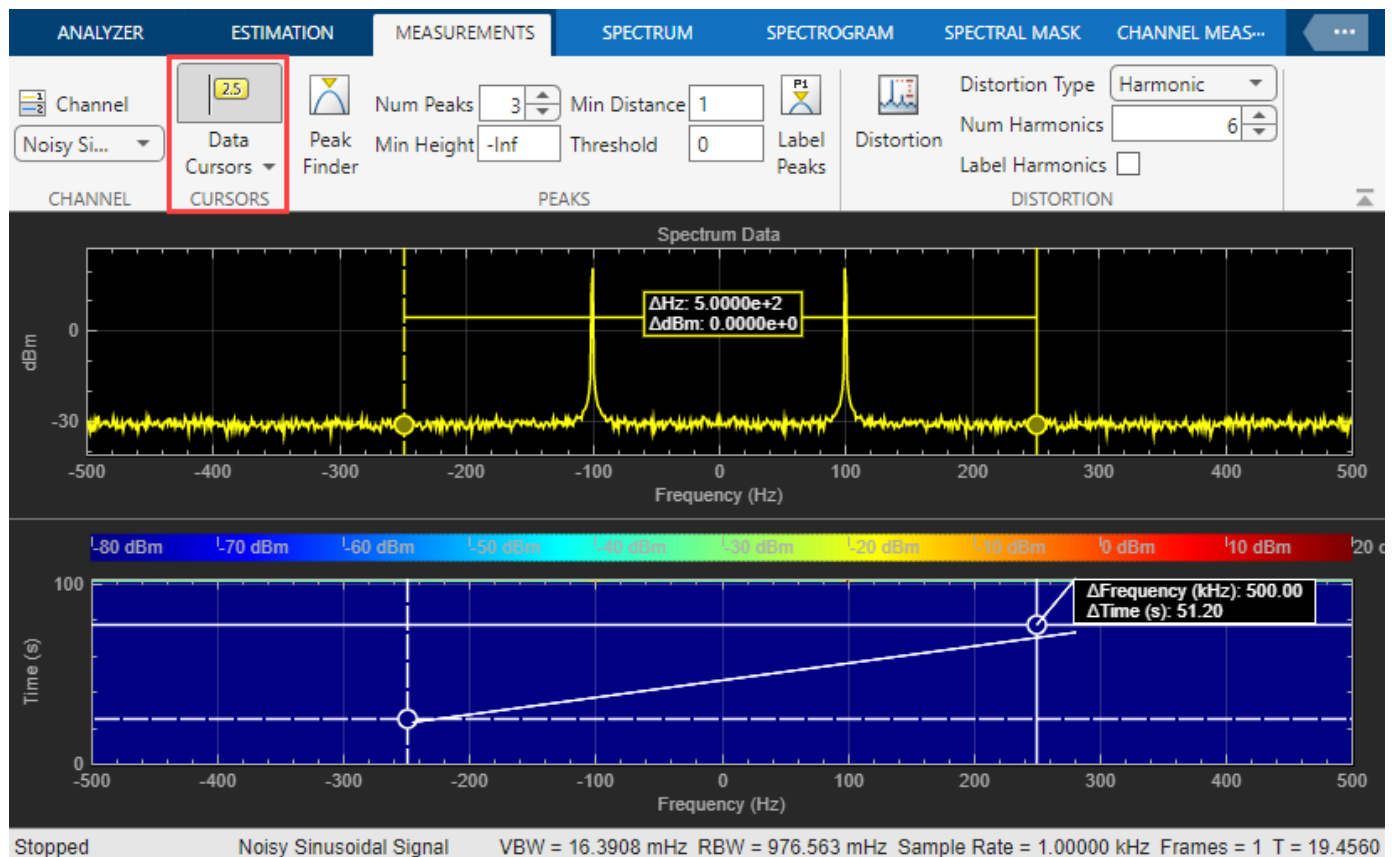 ANALYZER ESTIMATION MEASUREMENTS SPECTRUM SPECTROGRAM SPECTRAL MASK CHANNEL MEAS··· ···
Channel
Noisy Si...
CHANNEL
2.5
Data
Cursors
CURSORS
Peak
Finder
Num Peaks 3 Min Distance 1
Min Height -Inf Threshold 0
P1
Label
Peaks
PEAKS
Distortion
Distortion Type Harmonic
Num Harmonics 6
Label Harmonics
DISTORTION
Spectrum Data
ΔHz: 5.0000e+2
ΔdBm: 0.0000e+0
dBm
0
-30
-500 -400 -300 -200 -100 0 100 200 300 400 500
Frequency (Hz)
-80 dBm -70 dBm -60 dBm -50 dBm -40 dBm -30 dBm -20 dBm -10 dBm 0 dBm 10 dBm 20 d
ΔFrequency (kHz): 500.00
ΔTime (s): 51.20
Time (s)
100
0
-500 -400 -300 -200 -100 0 100 200 300 400 500
Frequency (Hz)
Stopped Noisy Sinusoidal Signal VBW = 16.3908 mHz RBW = 976.563 mHz Sample Rate = 1.00000 kHz Frames = 1 T = 19.4560